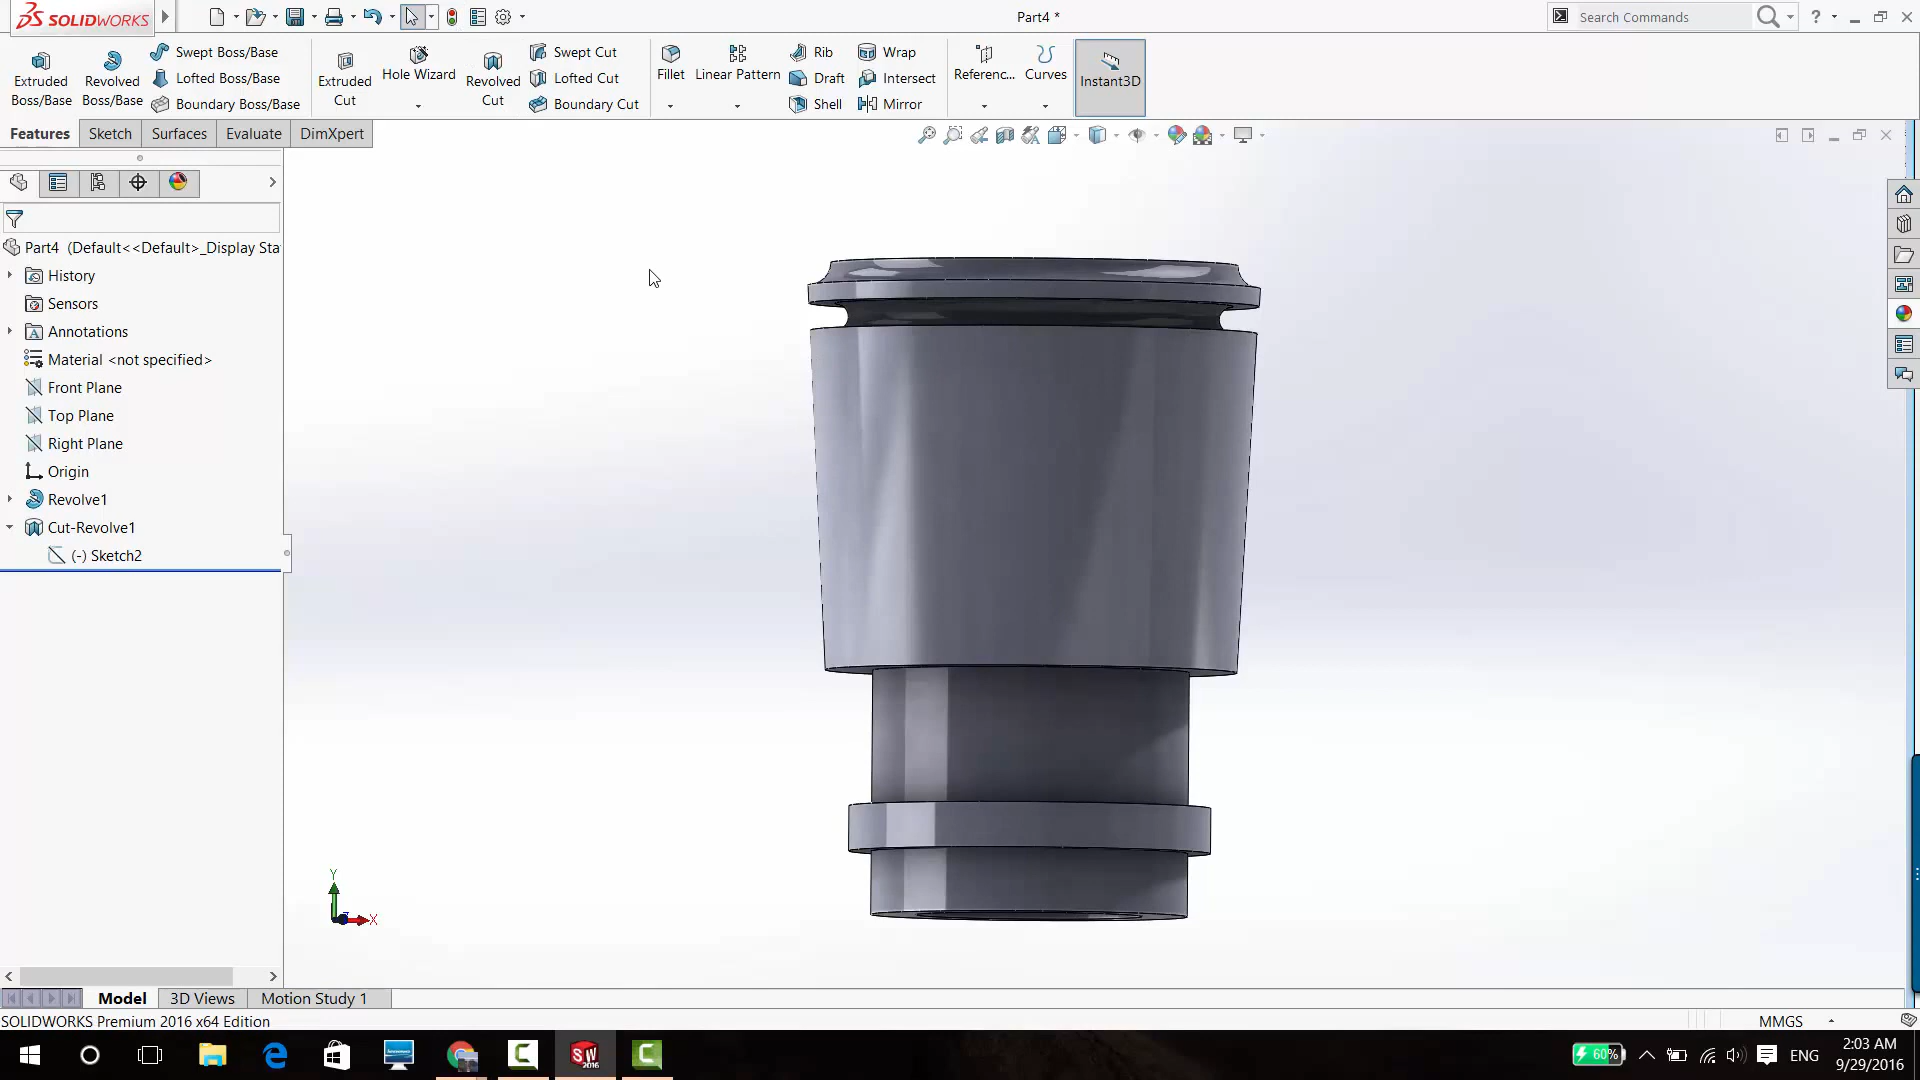 SOLIDWORKS
Part4 *
Search Commands
Extruded Boss/Base
Revolved Boss/Base
Swept Boss/Base
Lofted Boss/Base
Boundary Boss/Base
Extruded Cut
Hole Wizard
Revolved Cut
Swept Cut
Lofted Cut
Boundary Cut
Fillet
Linear Pattern
Rib
Draft
Shell
Wrap
Intersect
Mirror
Referenc...
Curves
Instant3D
Features
Sketch
Surfaces
Evaluate
DimXpert
Part4 (Default<<Default>_Display Sta
History
Sensors
Annotations
Material <not specified>
Front Plane
Top Plane
Right Plane
Origin
Revolve1
Cut-Revolve1
(-) Sketch2
Y
X
Model
3D Views
Motion Study 1
SOLIDWORKS Premium 2016 x64 Edition
MMGS
60%
ENG
2:03 AM
9/29/2016